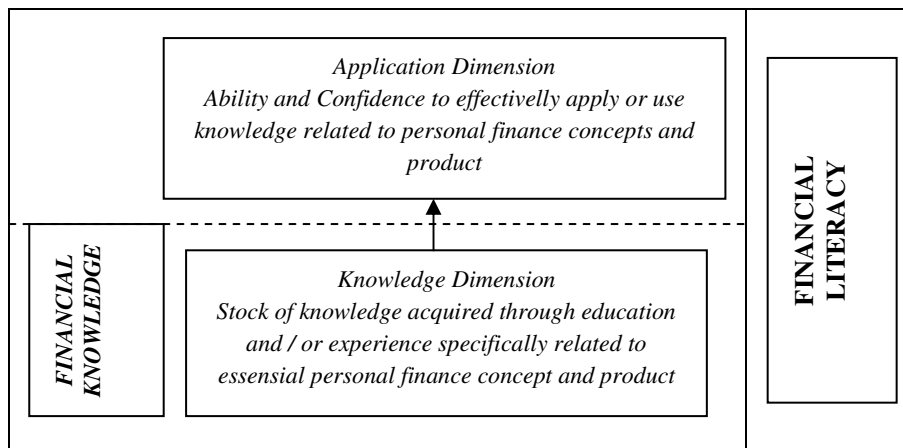 Application Dimension
Ability and Confidence to effectivelly apply or use
knowledge related to personal finance concepts and
product
FINANCIAL
KNOWLEDGE
Knowledge Dimension
Stock of knowledge acquired through education
and / or experience specifically related to
essensial personal finance concept and product
FINANCIAL
LITERACY